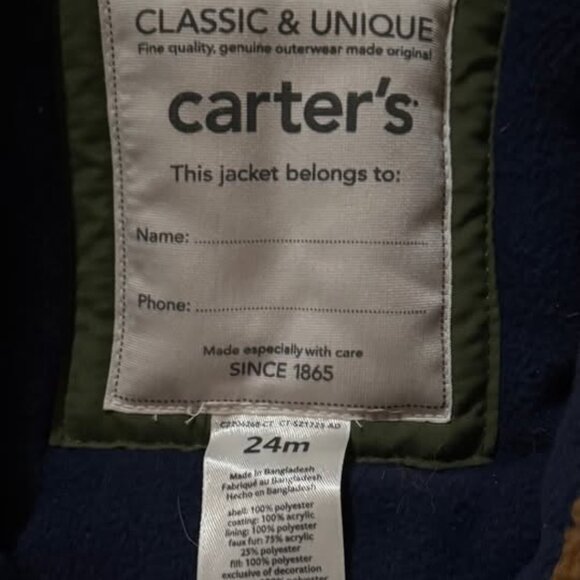 CLASSIC & UNIQUE
Fine quality, genuine outerwear made original
carter's
This jacket belongs to:
Name:
Phone:
Made especially with care
SINCE 1865
24m
Made in Bangladesh
Fabriqué au Bangladesh
Hecho en Bangladesh
shell: 100% polyester
coating: 100% acrylic
lining: 100% polyester
faux fur: 75% acrylic
25% polyester
fill: 100% polyester
exclusive of decoration
100% polyester